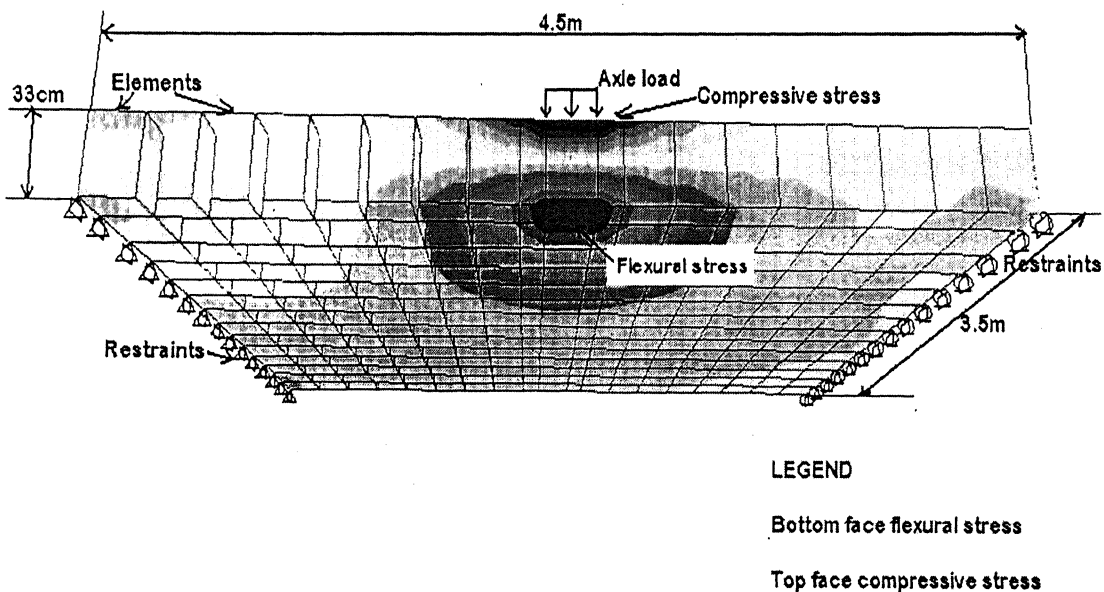 4.5m
Elements
Axle load
33cm
Compressive stress
Flexural stress
Restraints
3.5m
Restraints
LEGEND
Bottom face flexural stress
Top face compressive stress